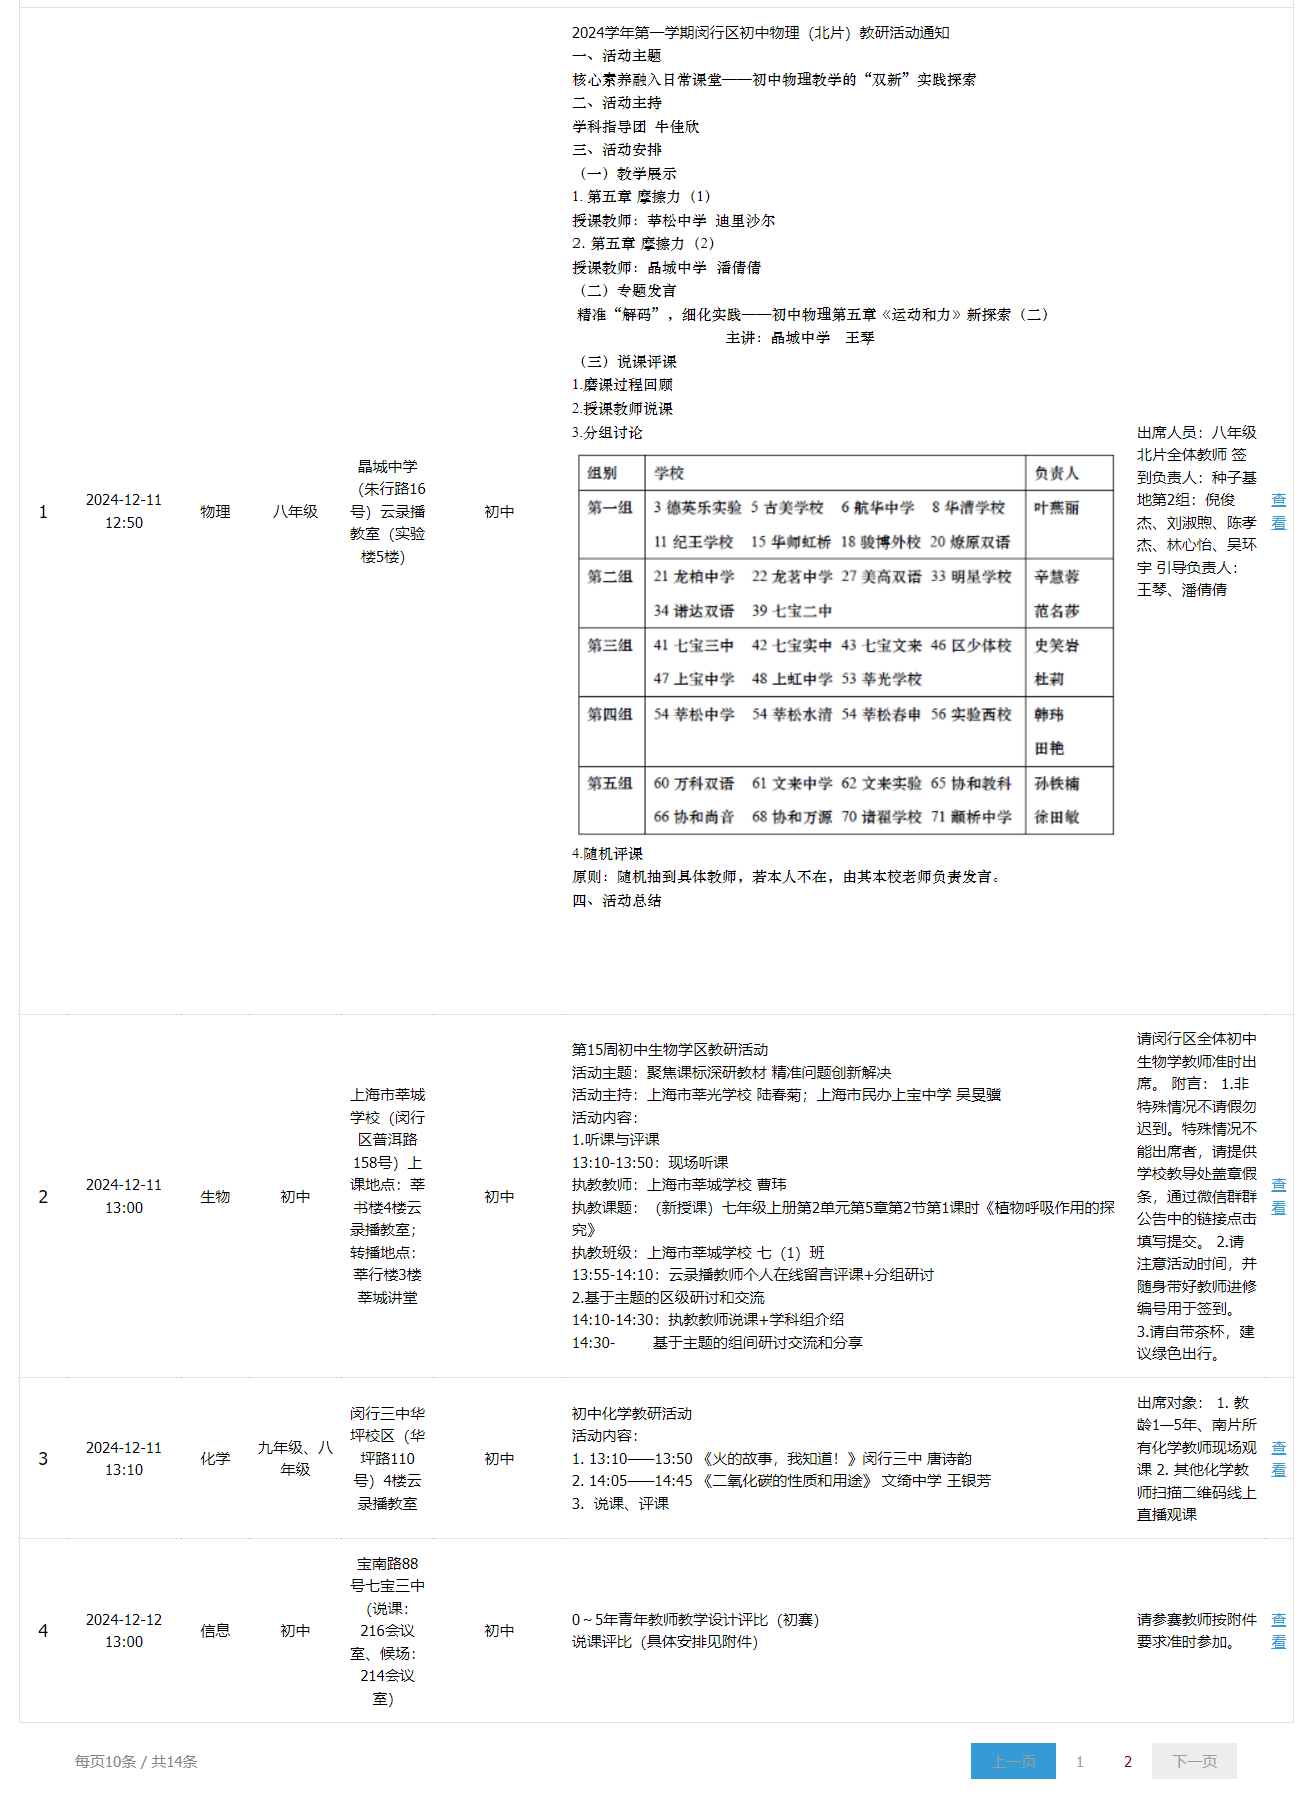 1
2024-12-11
12:50
物理
八年级
晶城中学
（朱行路16
号）云录播
教室（实验
楼5楼）
初中
2024学年第一学期闵行区初中物理（北片）教研活动通知
一、活动主题
核心素养融入日常课堂——初中物理教学的“双新”实践探索
二、活动主持
学科指导团 牛佳欣
三、活动安排
（一）教学展示
1. 第五章 摩擦力（1）
授课教师：莘松中学 迪里沙尔
2. 第五章 摩擦力（2）
授课教师：晶城中学 潘倩倩
（二）专题发言
精准“解码”，细化实践——初中物理第五章《运动和力》新探索（二）
主讲：晶城中学 王琴
（三）说课评课
1.磨课过程回顾
2.授课教师说课
3.分组讨论
组别 学校 负责人
第一组 3 德英乐实验 5 古美学校 6 航华中学 8 华漕学校 叶燕丽
11 纪王学校 15 华师虹桥 18 骏博外校 20 燎原双语
第二组 21 龙柏中学 22 龙茗中学 27 美高双语 33 明星学校 辛慧蓉
34 谱达双语 39 七宝二中 范名莎
第三组 41 七宝三中 42 七宝实中 43 七宝文来 46 区少体校 史笑岩
47 上宝中学 48 上虹中学 53 莘光学校 杜莉
第四组 54 莘松中学 54 莘松水清 54 莘松春申 56 实验西校 韩玮
田艳
第五组 60 万科双语 61 文来中学 62 文来实验 65 协和教科 孙铁楠
66 协和尚音 68 协和万源 70 诸翟学校 71 颛桥中学 徐田敏
4.随机评课
原则：随机抽到具体教师，若本人不在，由其本校老师负责发言。
四、活动总结
出席人员：八年级
北片全体教师 签
到负责人：种子基
地第2组：倪俊
杰、刘淑煦、陈孝
杰、林心怡、吴环
宇 引导负责人：
王琴、潘倩倩
查
看
2
2024-12-11
13:00
生物
初中
上海市莘城
学校（闵行
区普洱路
158号）上
课地点：莘
书楼4楼云
录播教室；
转播地点：
莘行楼3楼
莘城讲堂
初中
第15周初中生物学区教研活动
活动主题：聚焦课标深研教材 精准问题创新解决
活动主持：上海市莘光学校 陆春菊；上海市民办上宝中学 吴旻骥
活动内容：
1.听课与评课
13:10-13:50：现场听课
执教教师：上海市莘城学校 曹玮
执教课题：（新授课）七年级上册第2单元第5章第2节第1课时《植物呼吸作用的探
究》
执教班级：上海市莘城学校 七（1）班
13:55-14:10：云录播教师个人在线留言评课+分组研讨
2.基于主题的区级研讨和交流
14:10-14:30：执教教师说课+学科组介绍
14:30- 基于主题的组间研讨交流和分享
请闵行区全体初中
生物学教师准时出
席。 附言： 1.非
特殊情况不请假勿
迟到。特殊情况不
能出席者，请提供
学校教导处盖章假
条，通过微信群群
公告中的链接点击
填写提交。 2.请
注意活动时间，并
随身带好教师进修
编号用于签到。
3.请自带茶杯，建
议绿色出行。
查
看
3
2024-12-11
13:10
化学
九年级、八
年级
闵行三中华
坪校区（华
坪路110
号）4楼云
录播教室
初中
初中化学教研活动
活动内容：
1. 13:10——13:50 《火的故事，我知道！》闵行三中 唐诗韵
2. 14:05——14:45 《二氧化碳的性质和用途》 文绮中学 王银芳
3. 说课、评课
出席对象： 1. 教
龄1—5年、南片所
有化学教师现场观
课 2. 其他化学教
师扫描二维码线上
直播观课
查
看
4
2024-12-12
13:00
信息
初中
宝南路88
号七宝三中
（说课：
216会议
室、候场：
214会议
室）
初中
0～5年青年教师教学设计评比（初赛）
说课评比（具体安排见附件）
请参赛教师按附件
要求准时参加。
查
看
每页10条 / 共14条
上一页 1 2 下一页